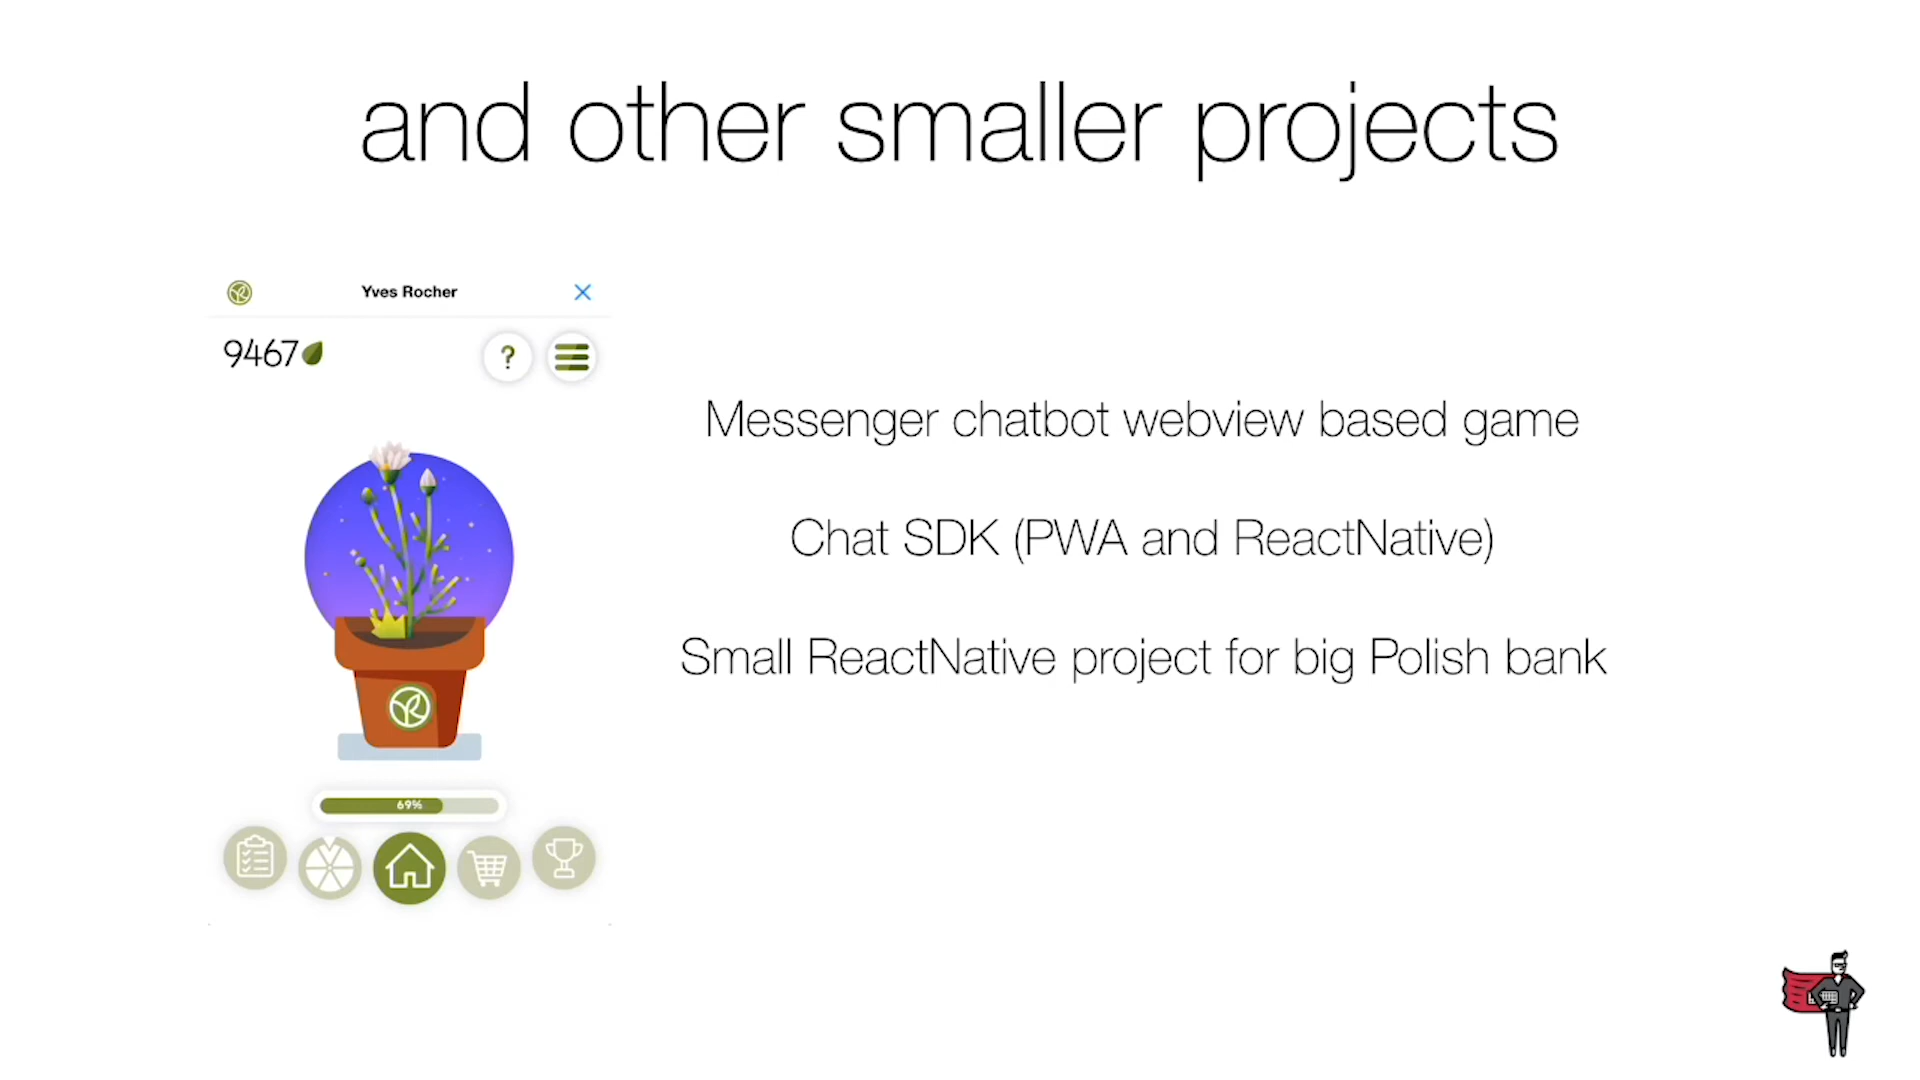 and other smaller projects
Yves Rocher
9467
?
Messenger chatbot webview based game
Chat SDK (PWA and ReactNative)
Small ReactNative project for big Polish bank
69%